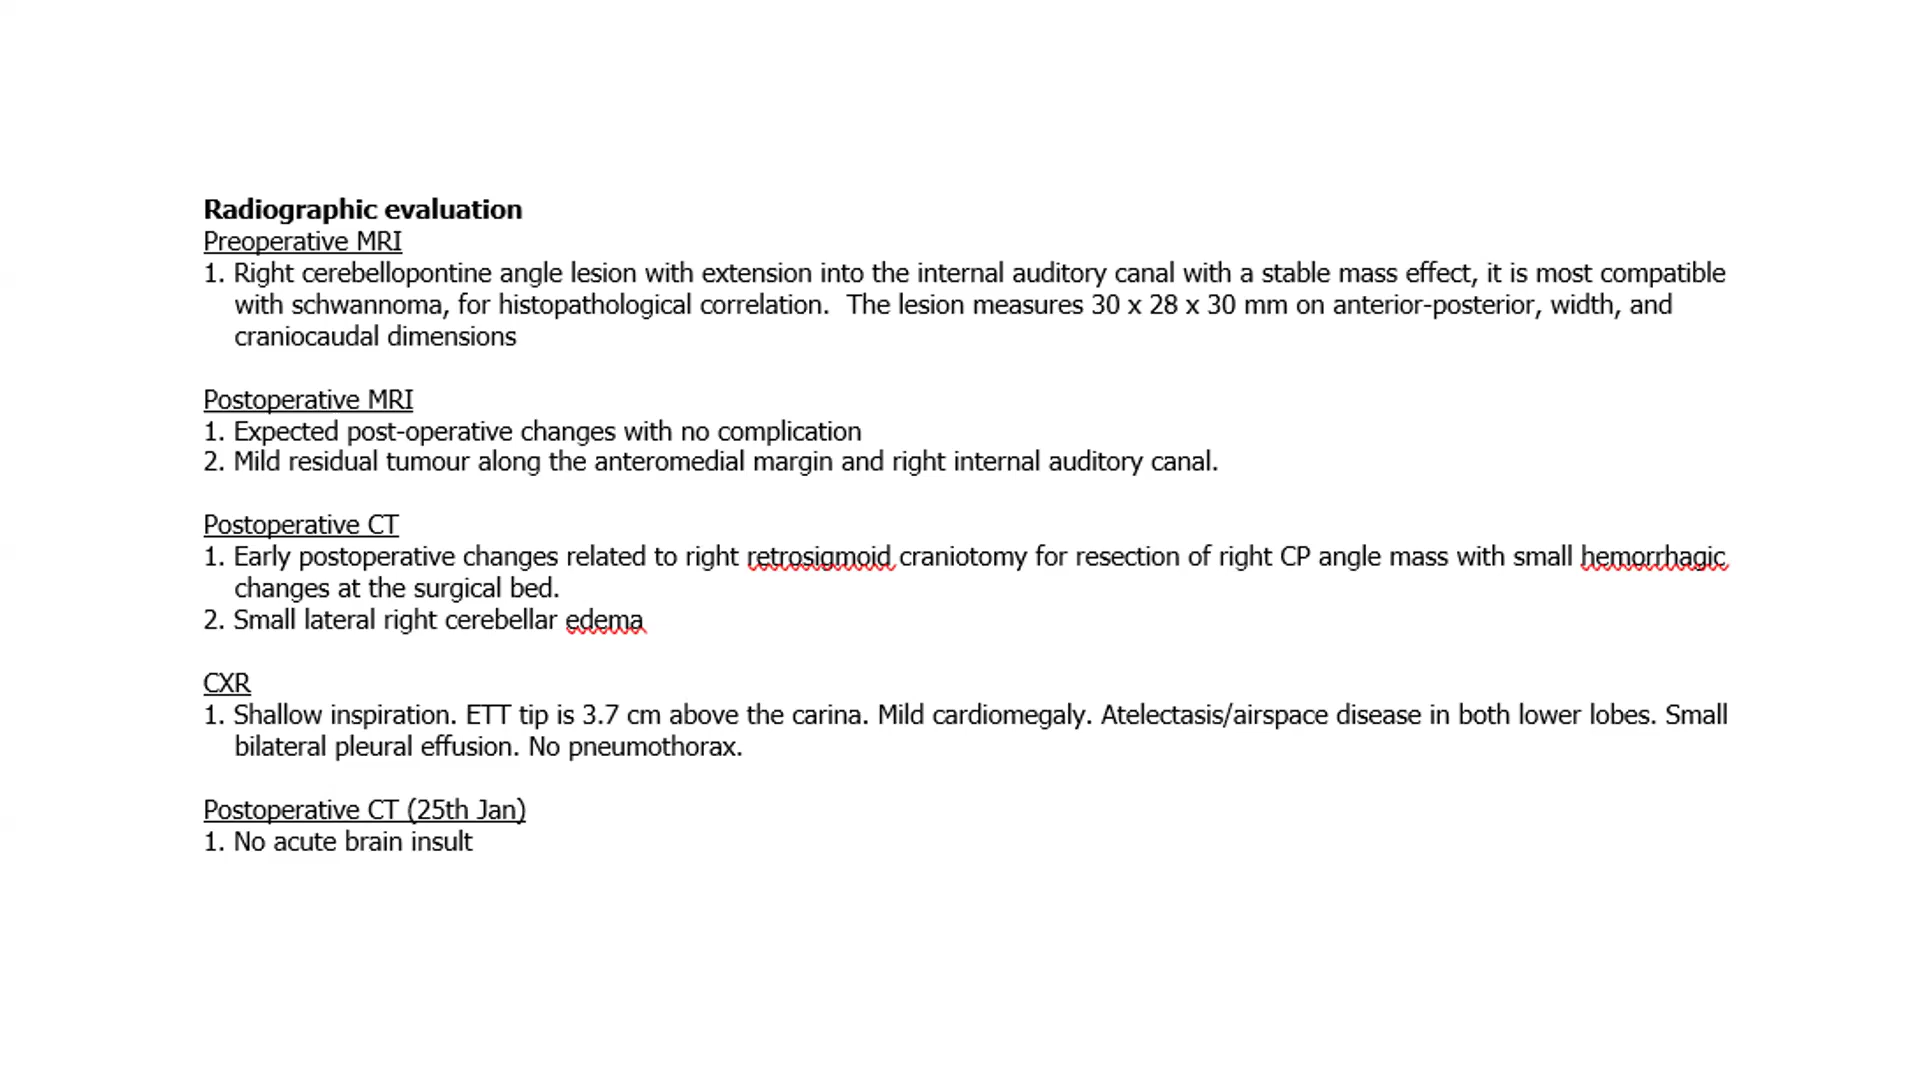 Radiographic evaluation
Preoperative MRI
1. Right cerebellopontine angle lesion with extension into the internal auditory canal with a stable mass effect, it is most compatible
with schwannoma, for histopathological correlation.  The lesion measures 30 x 28 x 30 mm on anterior-posterior, width, and
craniocaudal dimensions
Postoperative MRI
1. Expected post-operative changes with no complication
2. Mild residual tumour along the anteromedial margin and right internal auditory canal.
Postoperative CT
1. Early postoperative changes related to right retrosigmoid craniotomy for resection of right CP angle mass with small hemorrhagic
changes at the surgical bed.
2. Small lateral right cerebellar edema
CXR
1. Shallow inspiration. ETT tip is 3.7 cm above the carina. Mild cardiomegaly. Atelectasis/airspace disease in both lower lobes. Small
bilateral pleural effusion. No pneumothorax.
Postoperative CT (25th Jan)
1. No acute brain insult